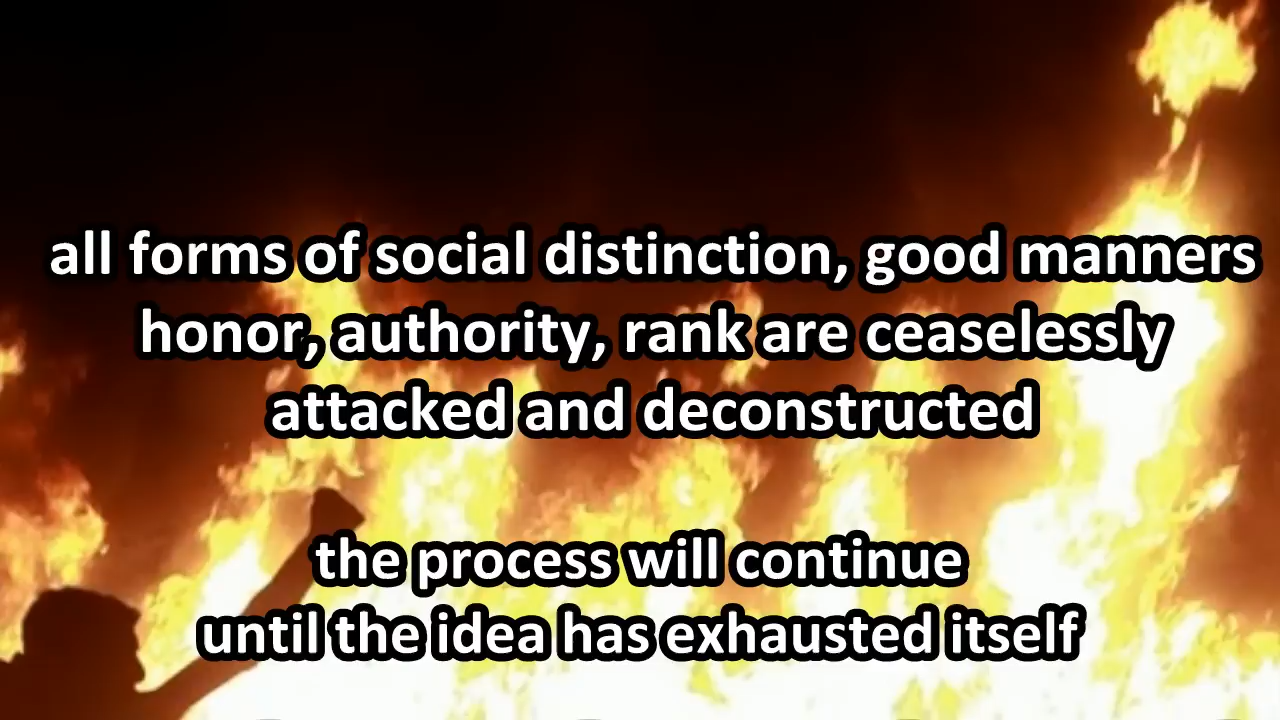 all forms of social distinction, good manners
honor, authority, rank are ceaselessly
attacked and deconstructed
the process will continue
until the idea has exhausted itself